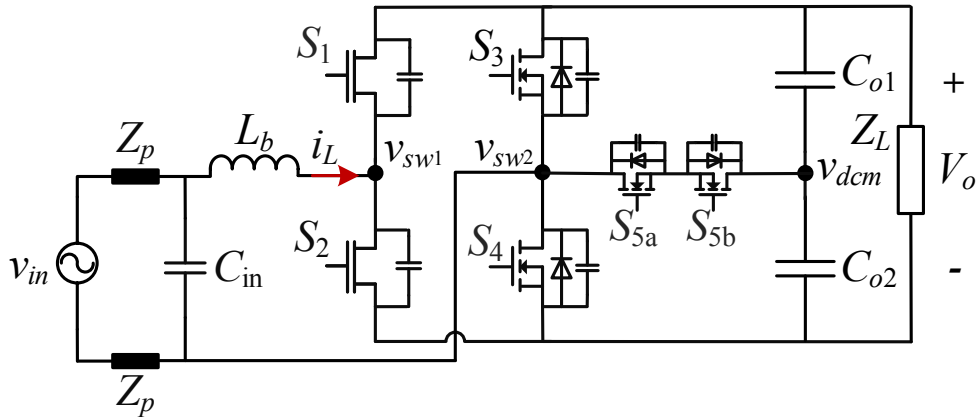 S1
S3
Co1
+
Zp
Lb
iL
vsw1
vsw2
ZL
vdcm
Vo
vin
Cin
S2
S4
S5a
S5b
Co2
-
Zp